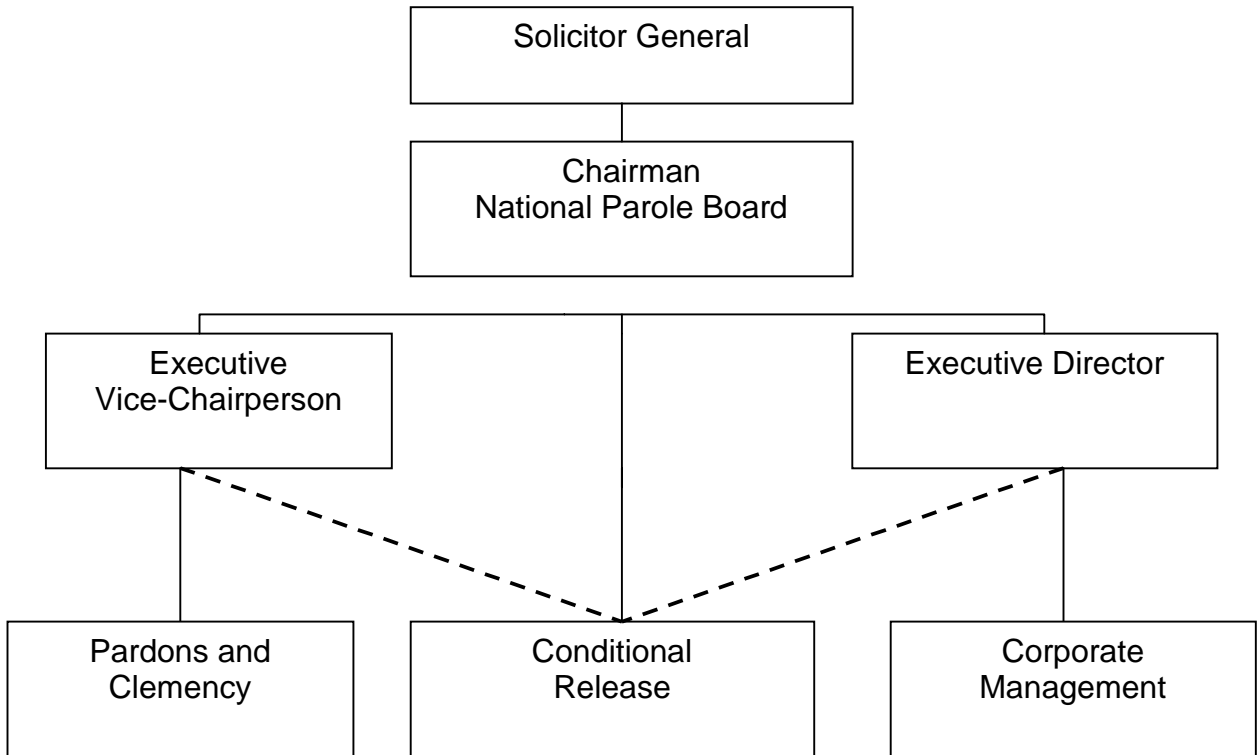 Solicitor General
Chairman
National Parole Board
Executive
Vice-Chairperson
Executive Director
Pardons and
Clemency
Conditional
Release
Corporate
Management